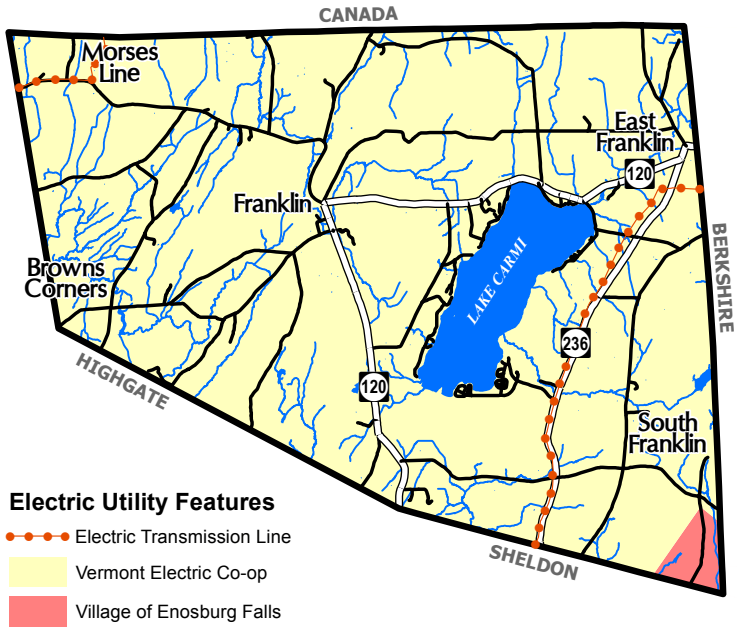 CANADA
Morses
Line
East
Franklin
120
Franklin
BERKSHIRE
LAKE CARMI
Browns
Corners
236
HIGHGATE
120
South
Franklin
Electric Utility Features
Electric Transmission Line
SHELDON
Vermont Electric Co-op
Village of Enosburg Falls